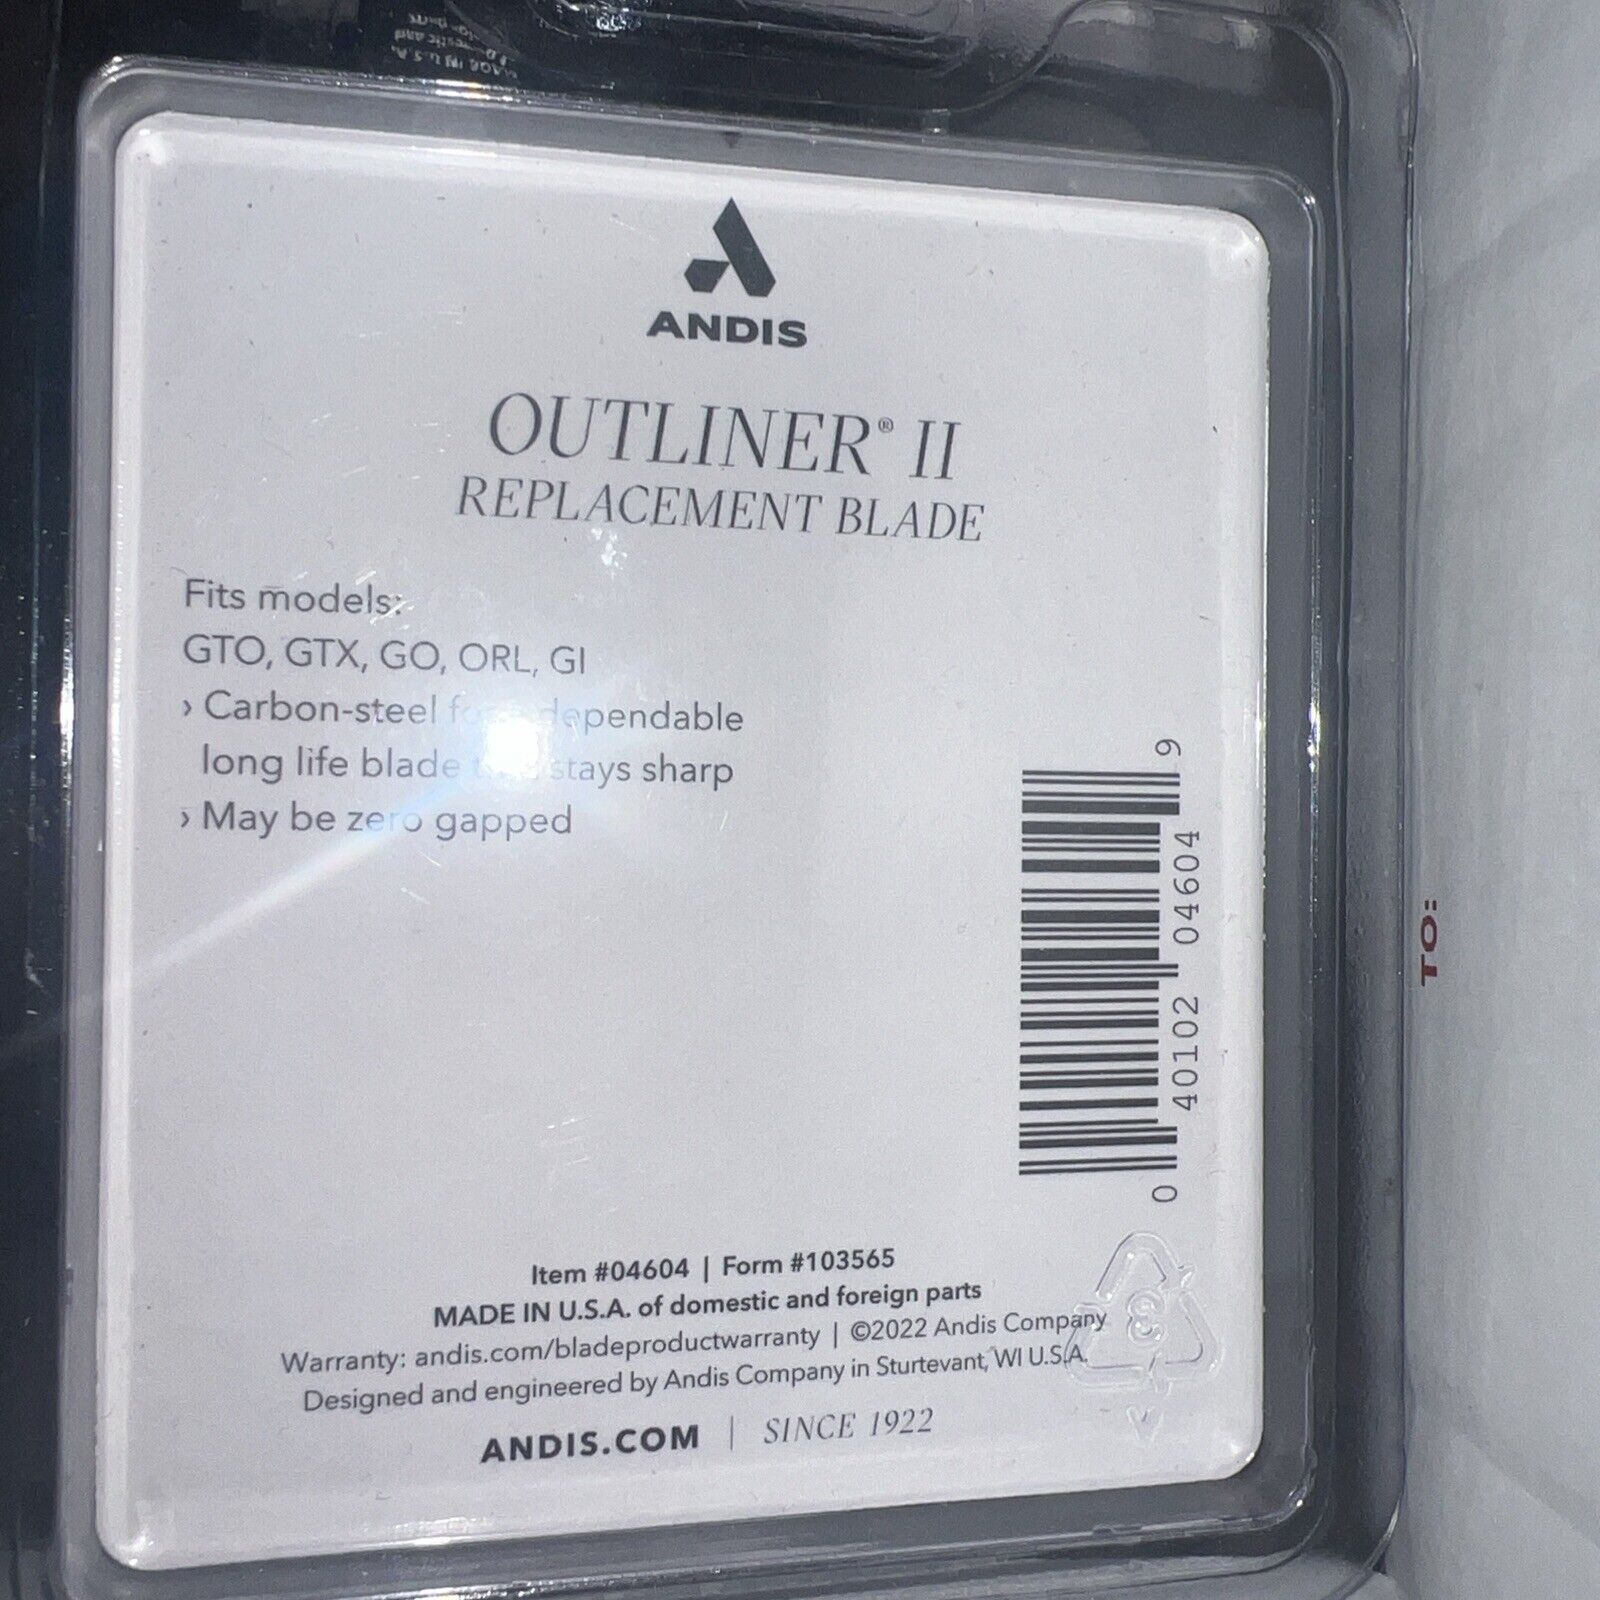 MADE IN U.S.A.
ANDIS
OUTLINER® II
REPLACEMENT BLADE
Fits models:
GTO, GTX, GO, ORL, GI
› Carbon-steel dependable
long life blade stays sharp
› May be zero gapped
9
04604
40102
0
TO:
Item #04604 | Form #103565
MADE IN U.S.A. of domestic and foreign parts
Warranty: andis.com/bladeproductwarranty | ©2022 Andis Company
Designed and engineered by Andis Company in Sturtevant, WI U.S.A.
ANDIS.COM | SINCE 1922